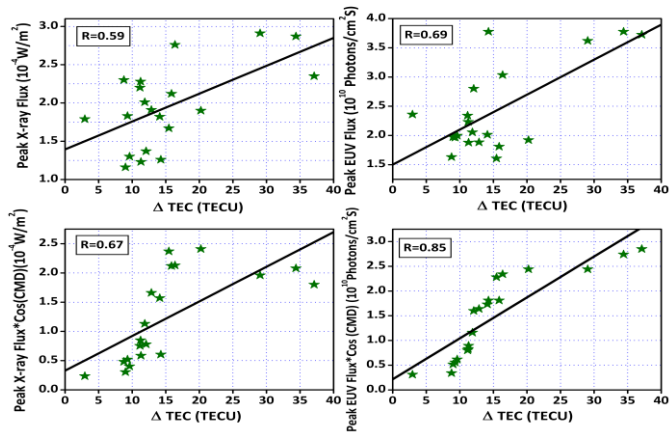 Peak X-ray Flux (10⁻⁴W/m²)
3.0
2.5
2.0
1.5
1.0
R=0.59
0 5 10 15 20 25 30 35 40
Δ TEC (TECU)
Peak EUV Flux (10¹⁰ Photons/cm²S)
4.0
3.5
3.0
2.5
2.0
1.5
R=0.69
0 5 10 15 20 25 30 35 40
Δ TEC (TECU)
Peak X-ray Flux*Cos(CMD)(10⁻⁴W/m²)
2.5
2.0
1.5
1.0
0.5
0.0
R=0.67
0 5 10 15 20 25 30 35 40
Δ TEC (TECU)
Peak EUV Flux*Cos (CMD) (10¹⁰Photons/cm²S)
3.0
2.5
2.0
1.5
1.0
0.5
0.0
R=0.85
0 5 10 15 20 25 30 35 40
Δ TEC (TECU)